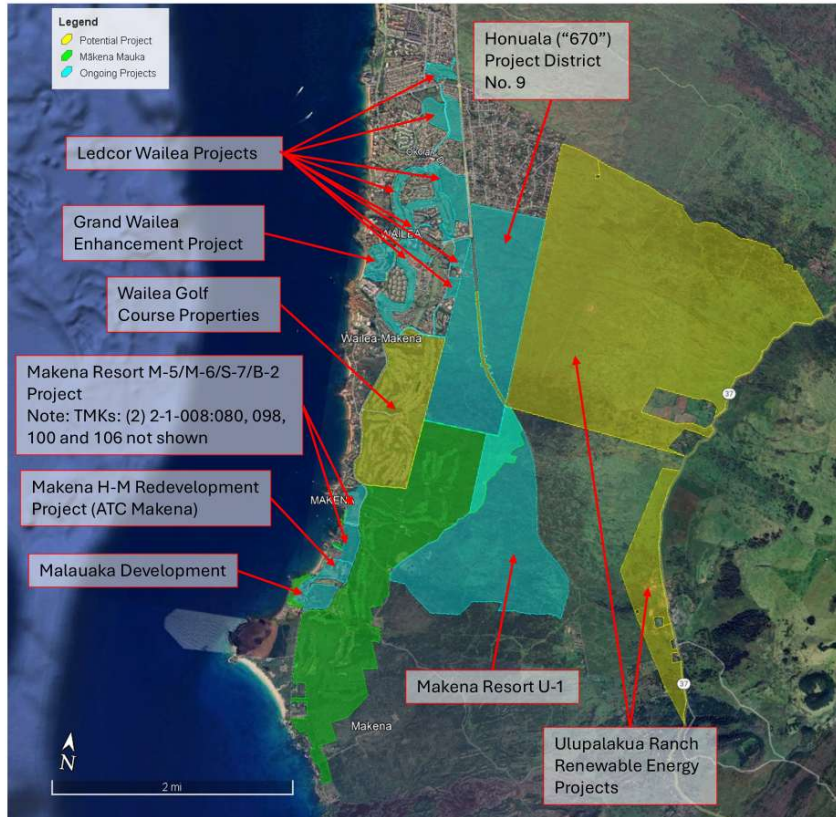 Legend
Potential Project
Mākena Mauka
Ongoing Projects
Honuala (“670”)
Project District
No. 9
Ledcor Wailea Projects
Grand Wailea
Enhancement Project
WAILEA
Wailea Golf
Course Properties
Wailea-Makena
Makena Resort M-5/M-6/S-7/B-2
Project
Note: TMKs: (2) 2-1-008:080, 098,
100 and 106 not shown
37
Makena H-M Redevelopment
Project (ATC Makena)
MAKENA
Malauaka Development
Makena Resort U-1
37
Makena
Ulupalakua Ranch
Renewable Energy
Projects
N
2 mi